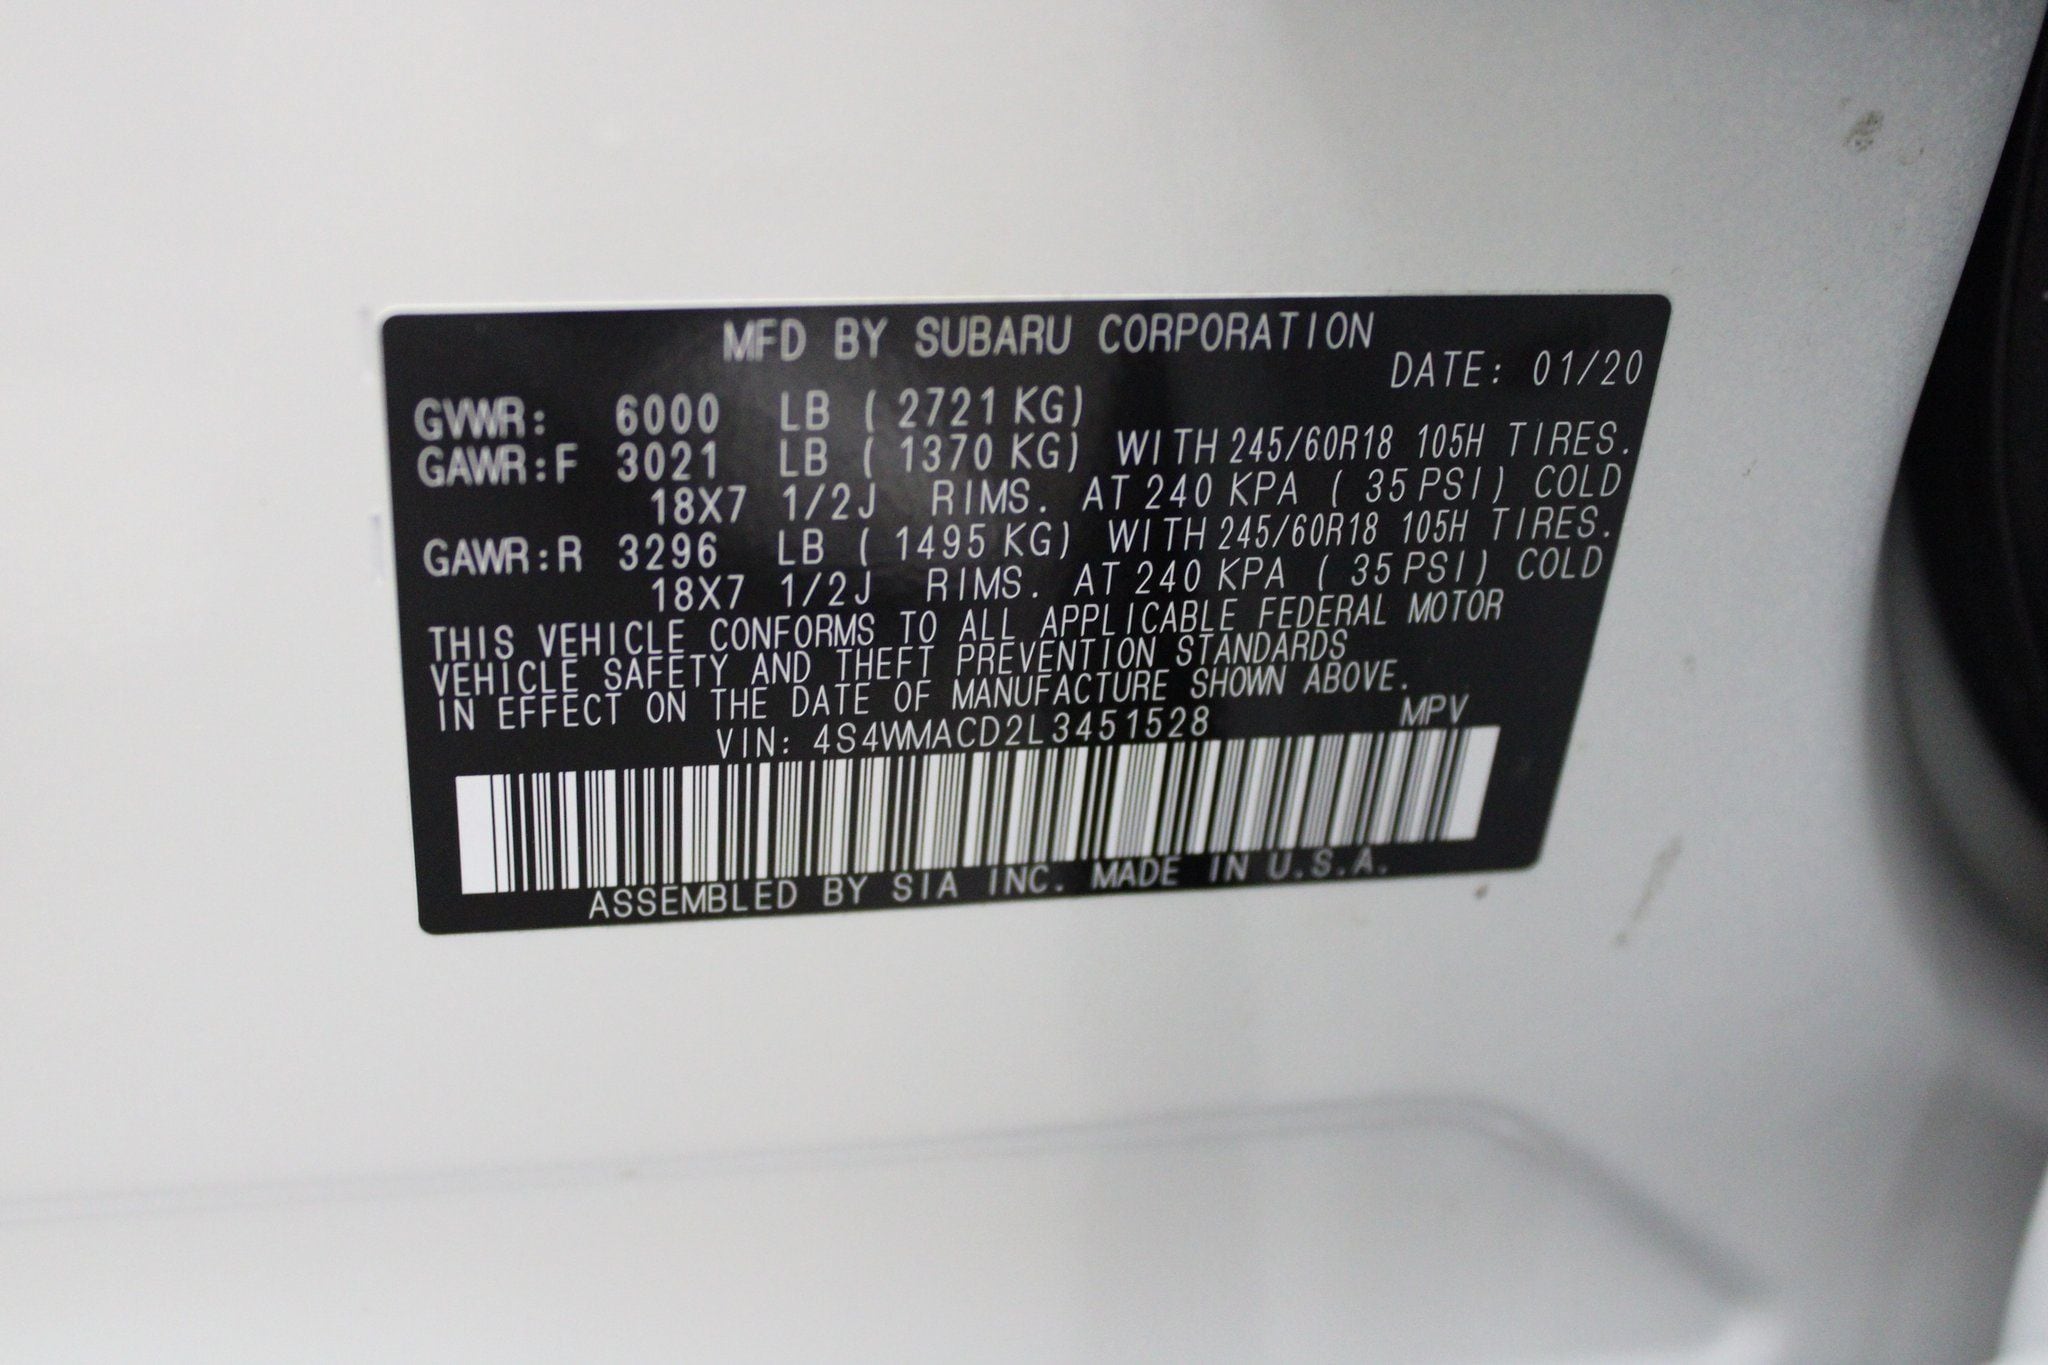 MFD BY SUBARU CORPORATION
DATE: 01/20
GVWR: 6000 LB ( 2721 KG)
GAWR:F 3021 LB ( 1370 KG) WITH 245/60R18 105H TIRES.
18X7 1/2J RIMS. AT 240 KPA ( 35 PSI) COLD
GAWR:R 3296 LB ( 1495 KG) WITH 245/60R18 105H TIRES.
18X7 1/2J RIMS. AT 240 KPA ( 35 PSI) COLD
THIS VEHICLE CONFORMS TO ALL APPLICABLE FEDERAL MOTOR
VEHICLE SAFETY AND THEFT PREVENTION STANDARDS
IN EFFECT ON THE DATE OF MANUFACTURE SHOWN ABOVE.
VIN: 4S4WMACD2L3451528 MPV
ASSEMBLED BY SIA INC. MADE IN U.S.A.